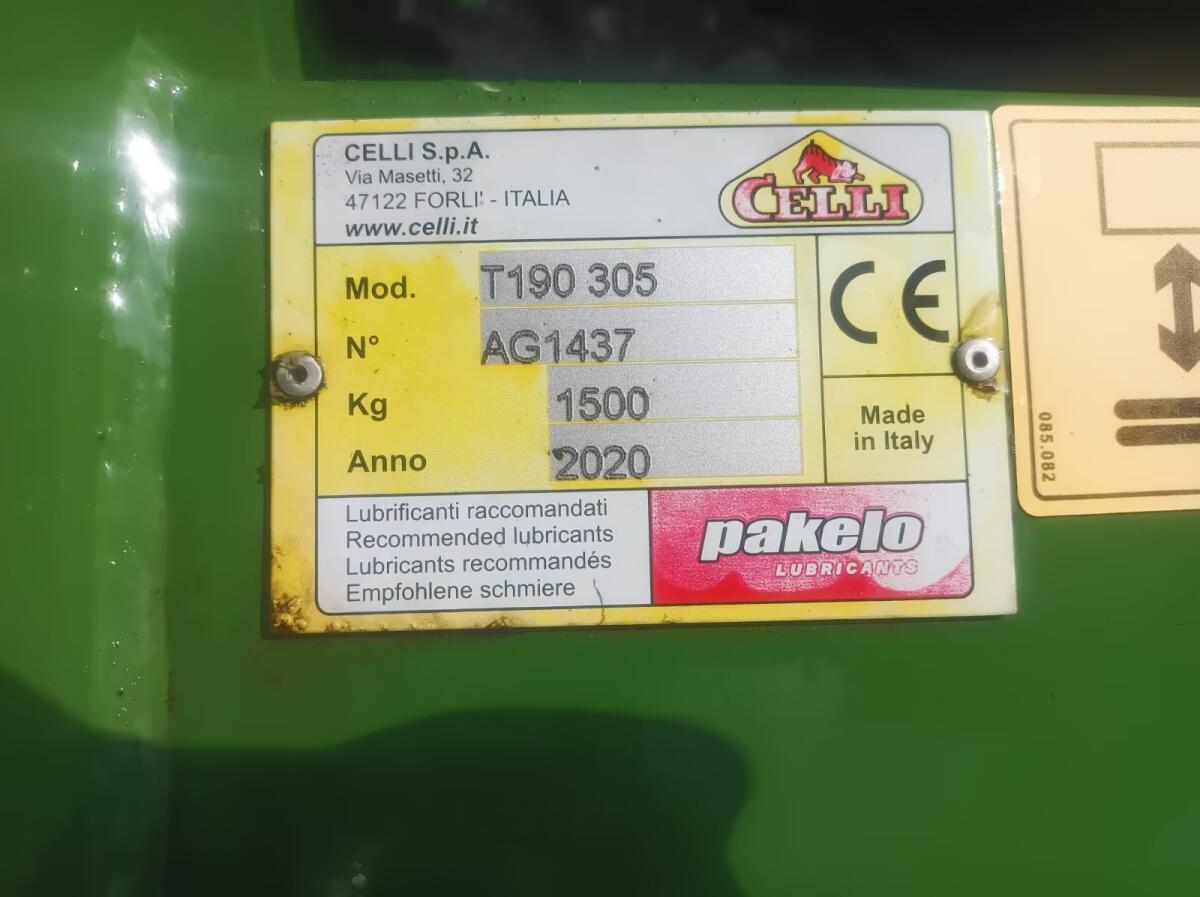 CELLI S.p.A.
Via Masetti, 32
47122 FORLI' - ITALIA
www.celli.it
CELLI
Mod. T190 305
N° AG1437
Kg 1500
Anno 2020
CE
Made
in Italy
Lubrificanti raccomandati
Recommended lubricants
Lubricants recommandés
Empfohlene schmiere
pakelo
LUBRICANTS
085.082